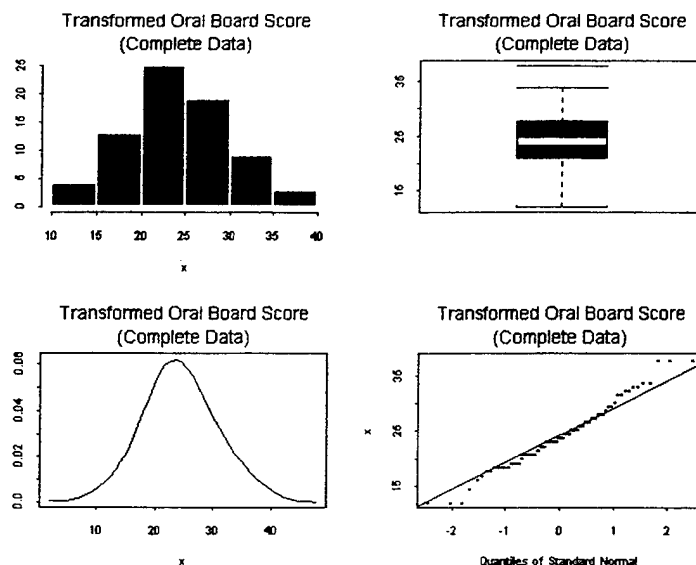 Transformed Oral Board Score
(Complete Data)
25
20
15
10
5
0
10 15 20 25 30 35 40
x
Transformed Oral Board Score
(Complete Data)
35
25
15
Transformed Oral Board Score
(Complete Data)
0.06
0.04
0.02
0.0
10 20 30 40
x
Transformed Oral Board Score
(Complete Data)
35
25
15
x
-2 -1 0 1 2
Quantiles of Standard Normal